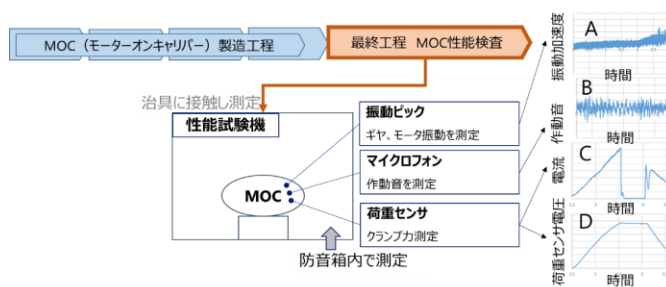 MOC（モーターオンキャリパー）製造工程
最終工程 MOC性能検査
治具に接触し測定
性能試験機
MOC
防音箱内で測定
振動ピック
ギヤ、モータ振動を測定
マイクロフォン
作動音を測定
荷重センサ
クランプ力測定
振動加速度
A
時間
作動音
B
時間
電流
C
時間
荷重センサ電圧
D
時間